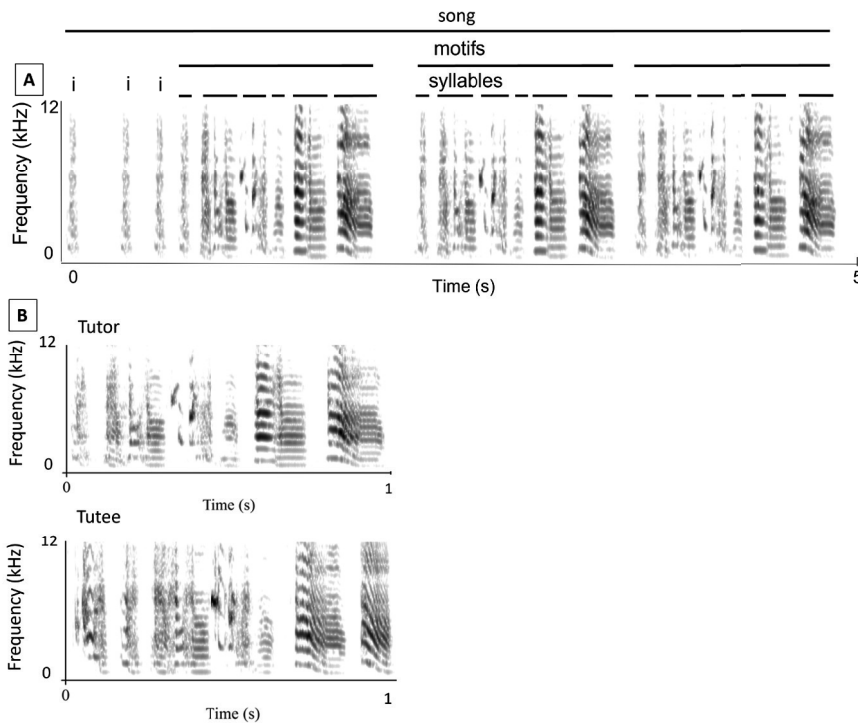 song
motifs
A
i i i syllables
12
Frequency (kHz)
0
0 5
Time (s)
B
Tutor
12
Frequency (kHz)
0
0 1
Time (s)
Tutee
12
Frequency (kHz)
0
0 1
Time (s)